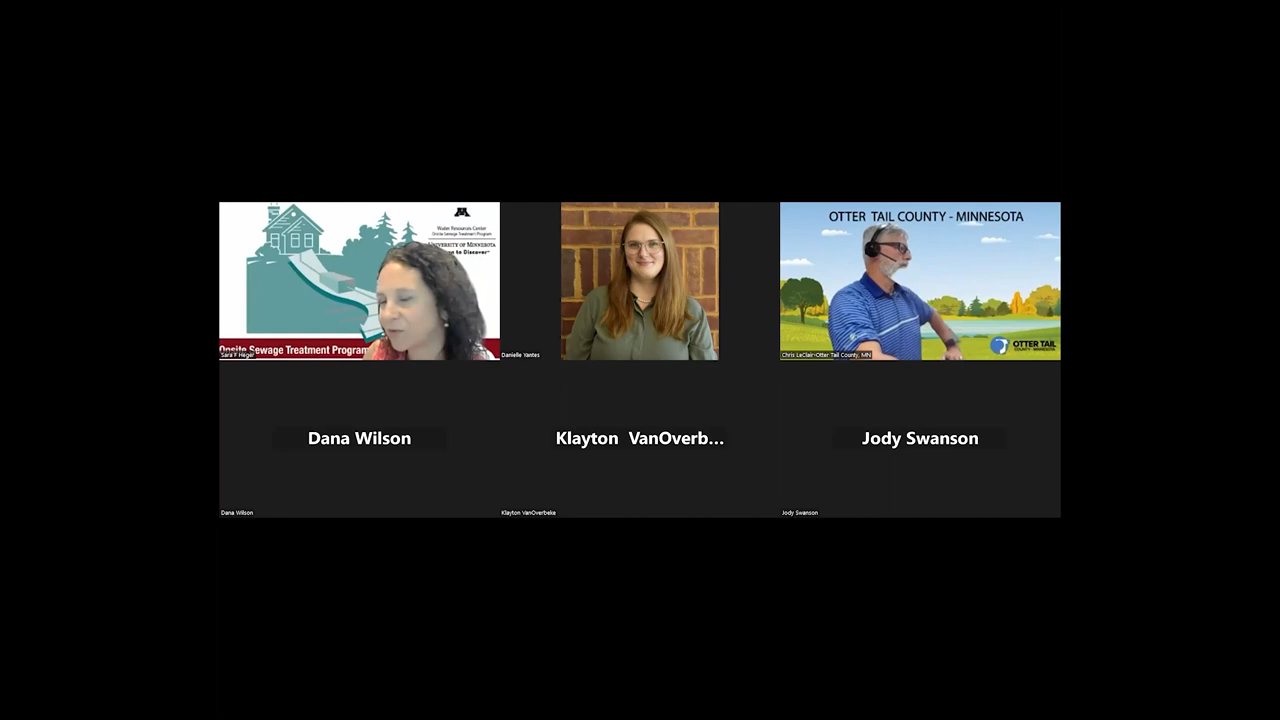 Water Resources Center
Onsite Sewage Treatment Program
UNIVERSITY OF MINNESOTA
to Discover
Onsite Sewage Treatment Program
Sara F Heger
Danielle Yantes
OTTER TAIL COUNTY - MINNESOTA
OTTER TAIL
COUNTY - MINNESOTA
Chris LeClair-Otter Tail County, MN
Dana Wilson
Dana Wilson
Klayton VanOverb...
Klayton VanOverbeke
Jody Swanson
Jody Swanson